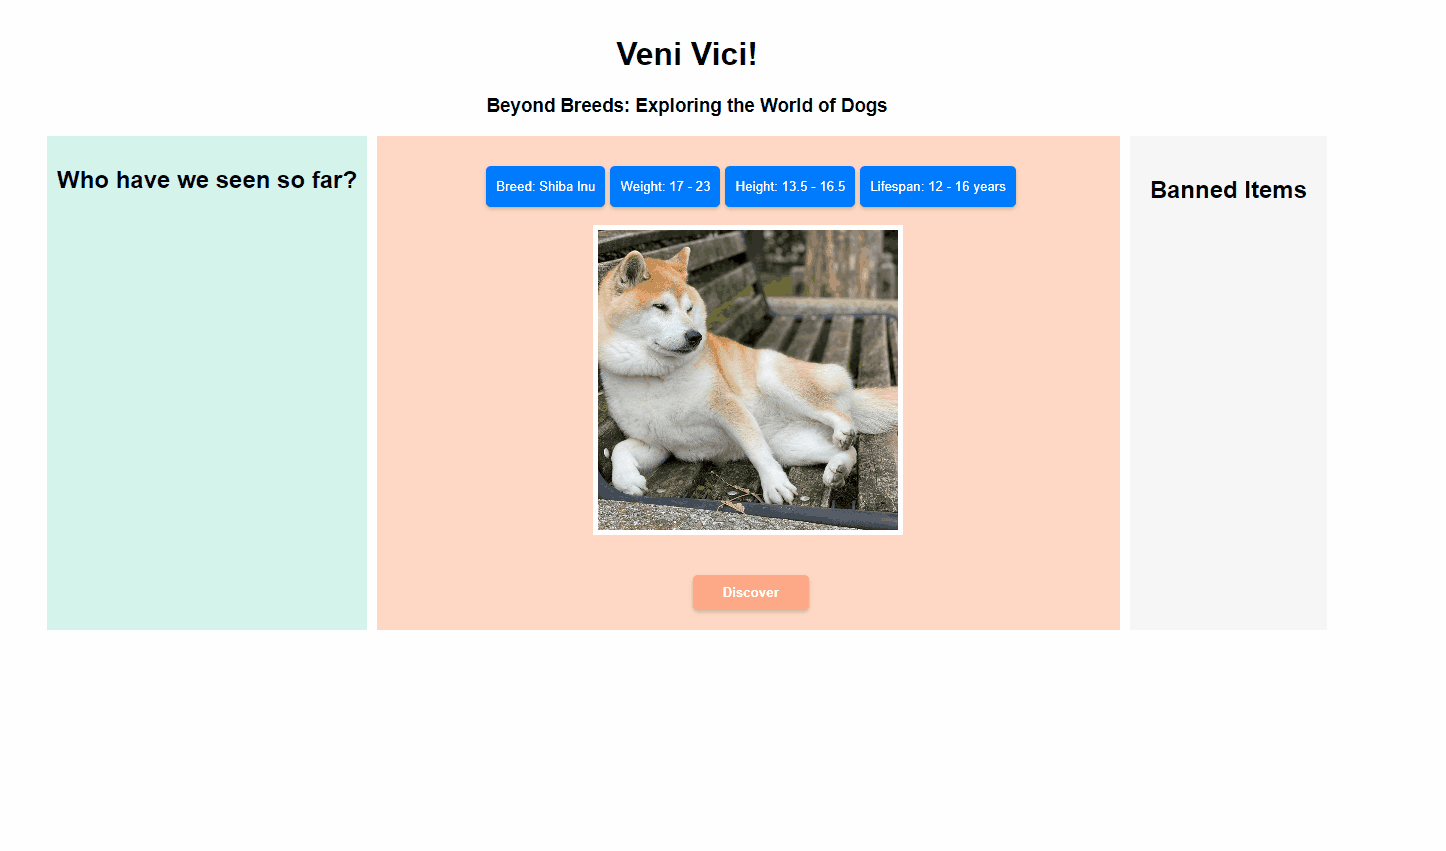 Veni Vici!
Beyond Breeds: Exploring the World of Dogs
Who have we seen so far?
Breed: Shiba Inu
Weight: 17 - 23
Height: 13.5 - 16.5
Lifespan: 12 - 16 years
Discover
Banned Items